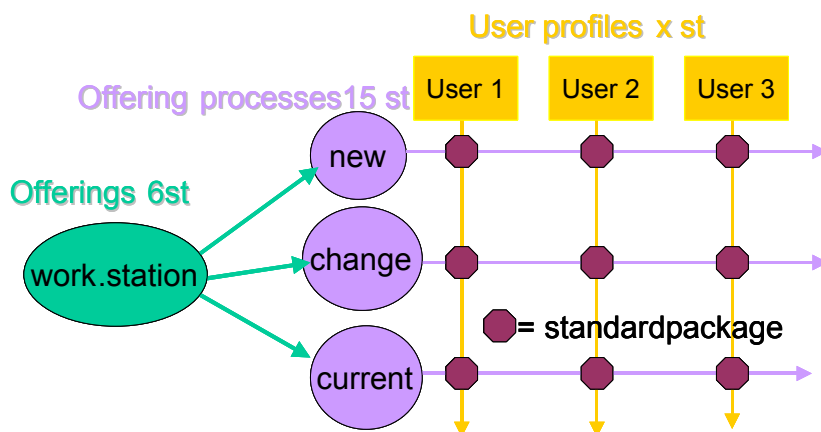 User profiles x st
User 1
User 2
User 3
Offering processes15 st
new
Offerings 6st
change
work.station
= standardpackage
current